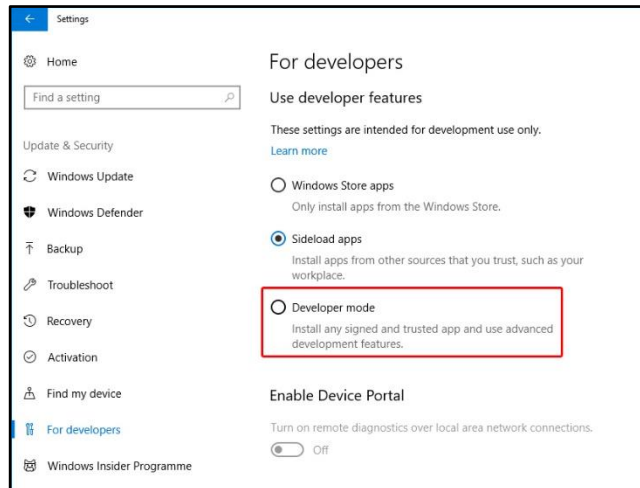 Settings
Home
Find a setting
Update & Security
Windows Update
Windows Defender
Backup
Troubleshoot
Recovery
Activation
Find my device
For developers
Windows Insider Programme
For developers
Use developer features
These settings are intended for development use only.
Learn more
Windows Store apps
Only install apps from the Windows Store.
Sideload apps
Install apps from other sources that you trust, such as your
workplace.
Developer mode
Install any signed and trusted app and use advanced
development features.
Enable Device Portal
Turn on remote diagnostics over local area network connections.
Off